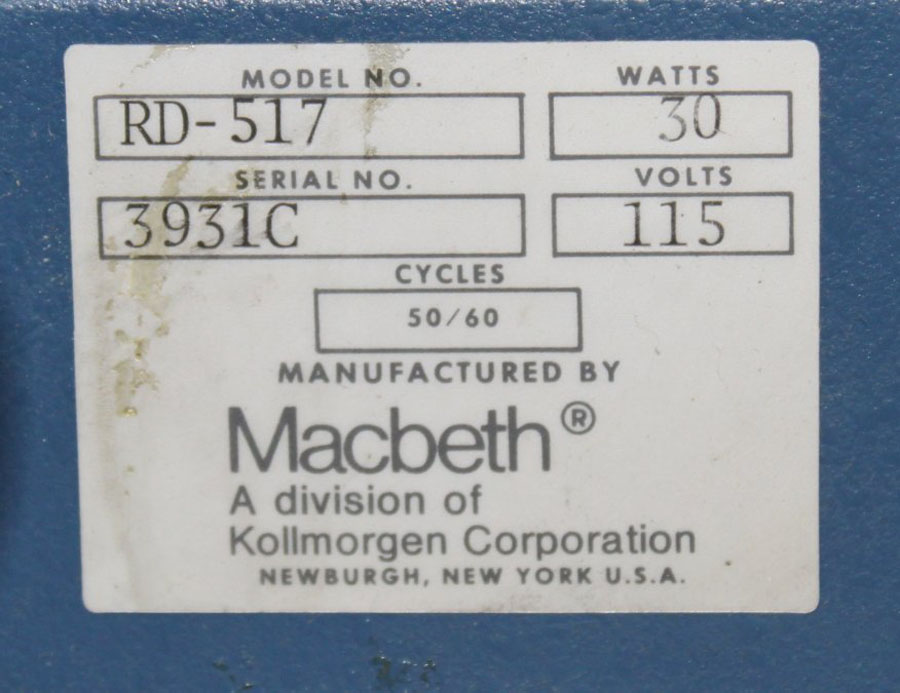 MODEL NO. WATTS
RD-517 30
SERIAL NO. VOLTS
3931C 115
CYCLES
50/60
MANUFACTURED BY
Macbeth®
A division of
Kollmorgen Corporation
NEWBURGH, NEW YORK U.S.A.